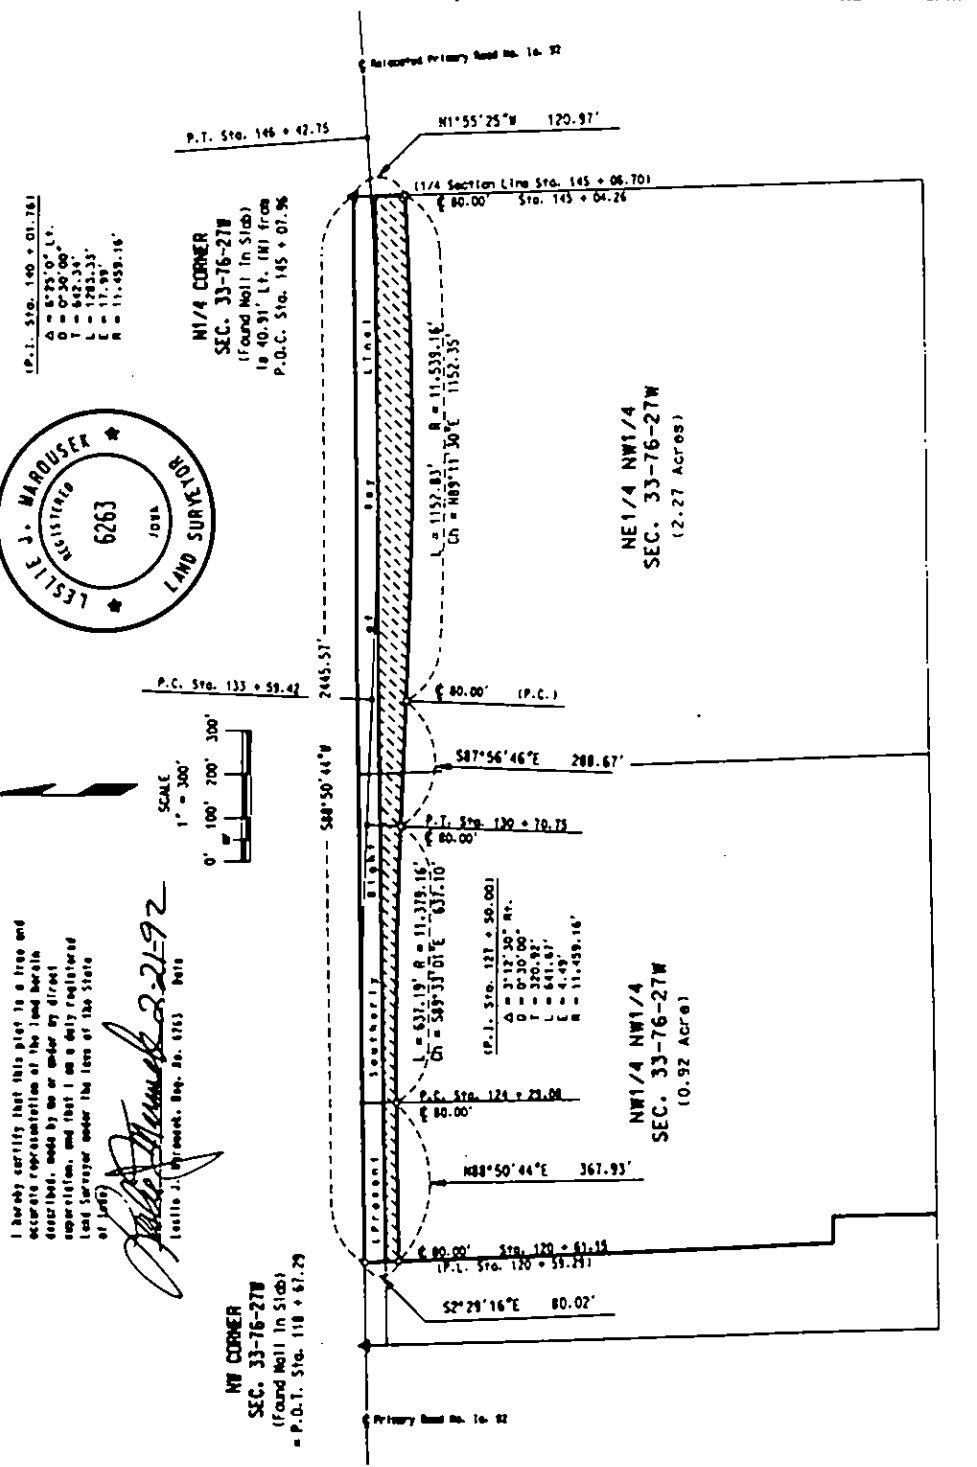 I hereby certify that this plat is a true and
accurate representation of the land herein
described, made by me or under my direct
supervision, and that I am a duly registered
Land Surveyor under the laws of the State
of Iowa
Leslie J. Marousek, Reg. No. 6263 Date
2-21-92
SCALE
1" = 300'
0' 100' 200' 300'
LESLIE J. MAROUSEK
REGISTERED
6263
IOWA
LAND SURVEYOR
(P.I. Sta. 140 + 01.76)
Δ = 6°25'0" Lt.
D = 0°30'00"
T = 642.34'
L = 1283.33'
E = 17.99'
R = 11,459.16'
NW CORNER
SEC. 33-76-27W
(Found Nail In Slab)
= P.O.T. Sta. 118 + 67.29
N1/4 CORNER
SEC. 33-76-27W
(Found Nail In Slab)
Is 40.91' Lt. (N) from
P.O.C. Sta. 145 + 07.96
P.C. Sta. 133 + 59.42
P.T. Sta. 146 + 42.75
S88°50'44"W 2445.57'
℄ Primary Road No. Ia. 92
℄ Relocated Primary Road No. Ia. 92
(Present Southerly Right of Way Line)
S2°29'16"E 80.02'
℄ 80.00' Sta. 120 + 61.15
(P.L. Sta. 120 + 59.29)
N88°50'44"E 367.93'
P.C. Sta. 124 + 29.08
℄ 80.00'
L = 637.19' R = 11,379.16'
Ch = S89°33'01"E 637.10'
(P.I. Sta. 127 + 50.00)
Δ = 3°12'30" Rt.
D = 0°30'00"
T = 320.92'
L = 641.67'
E = 4.49'
R = 11,459.16'
P.T. Sta. 130 + 70.75
℄ 80.00'
S87°56'46"E 288.67'
℄ 80.00' (P.C.)
L = 1152.83' R = 11,539.16'
Ch = N89°11'30"E 1152.35'
(1/4 Section Line Sta. 145 + 06.70)
℄ 80.00' Sta. 145 + 04.26
N1°55'25"W 120.97'
NW1/4 NW1/4
SEC. 33-76-27W
(0.92 Acre)
NE1/4 NW1/4
SEC. 33-76-27W
(2.27 Acres)